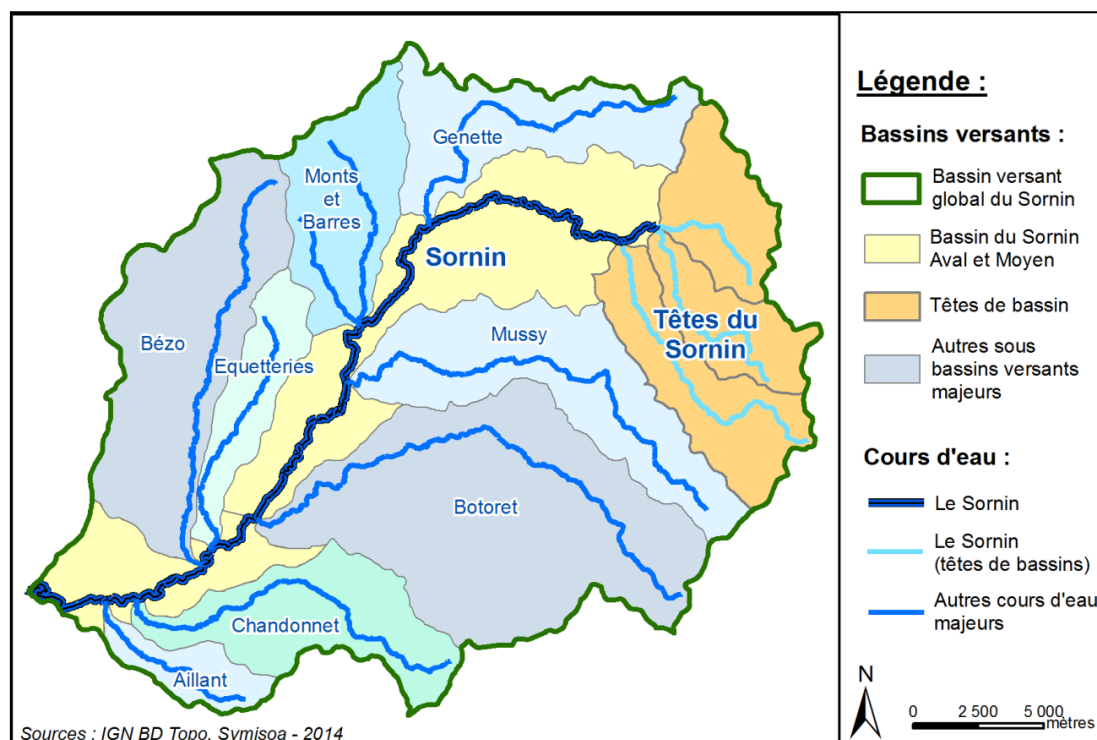 Genette
Monts
et
Barres
Sornin
Bézo
Equetteries
Mussy
Têtes du
Sornin
Botoret
Chandonnet
Aillant
Sources : IGN BD Topo, Symisoa - 2014
Légende :
Bassins versants :
Bassin versant
global du Sornin
Bassin du Sornin
Aval et Moyen
Têtes de bassin
Autres sous
bassins versants
majeurs
Cours d'eau :
Le Sornin
Le Sornin
(têtes de bassins)
Autres cours d'eau
majeurs
N
0 2 500 5 000
mètres